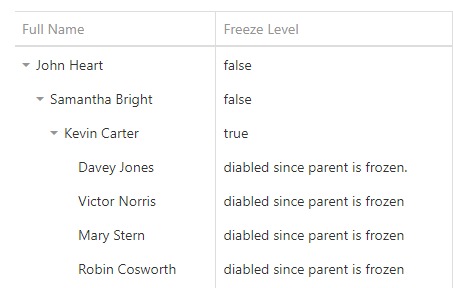 Full Name Freeze Level
John Heart false
Samantha Bright false
Kevin Carter true
Davey Jones diabled since parent is frozen.
Victor Norris diabled since parent is frozen
Mary Stern diabled since parent is frozen
Robin Cosworth diabled since parent is frozen